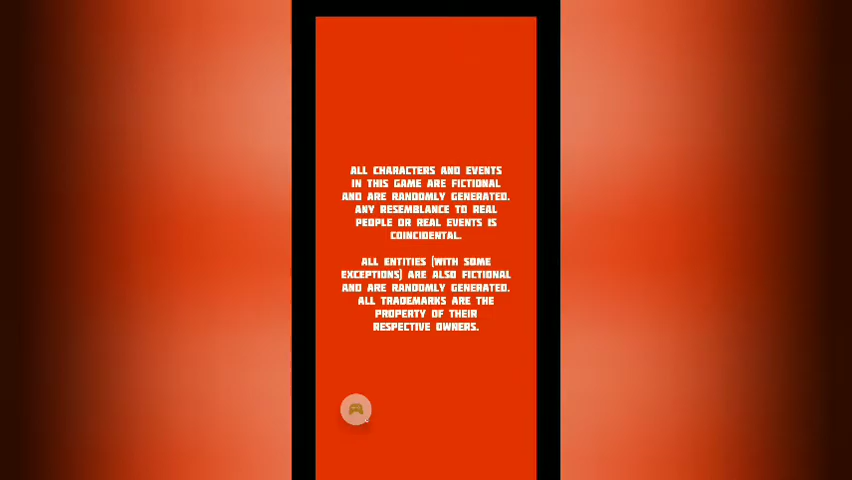 ALL CHARACTERS AND EVENTS
IN THIS GAME ARE FICTIONAL
AND ARE RANDOMLY GENERATED.
ANY RESEMBLANCE TO REAL
PEOPLE OR REAL EVENTS IS
COINCIDENTAL.
ALL ENTITIES (WITH SOME
EXCEPTIONS) ARE ALSO FICTIONAL
AND ARE RANDOMLY GENERATED.
ALL TRADEMARKS ARE THE
PROPERTY OF THEIR
RESPECTIVE OWNERS.